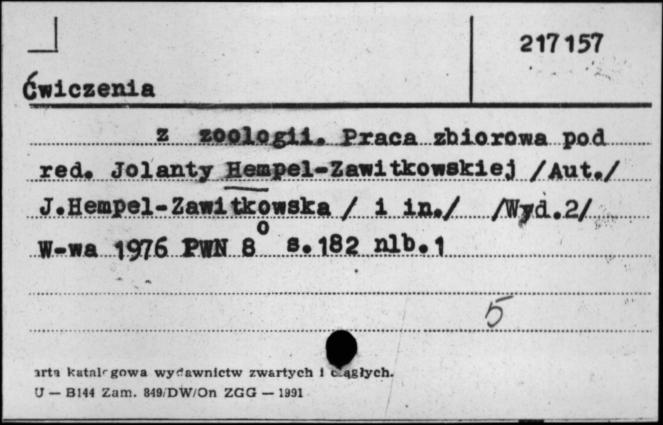 217157
Ćwiczenia
z zoologii. Praca zbiorowa pod
red. Jolanty Hempel-Zawitkowskiej /Aut./
J.Hempel-Zawitkowska / i in./ /Wyd.2/
W-wa 1976 PWN 8° s.182 nlb.1
5
arta katalogowa wydawnictw zwartych i ciągłych.
U — B144 Zam. 849/DW/On ZGG — 1991